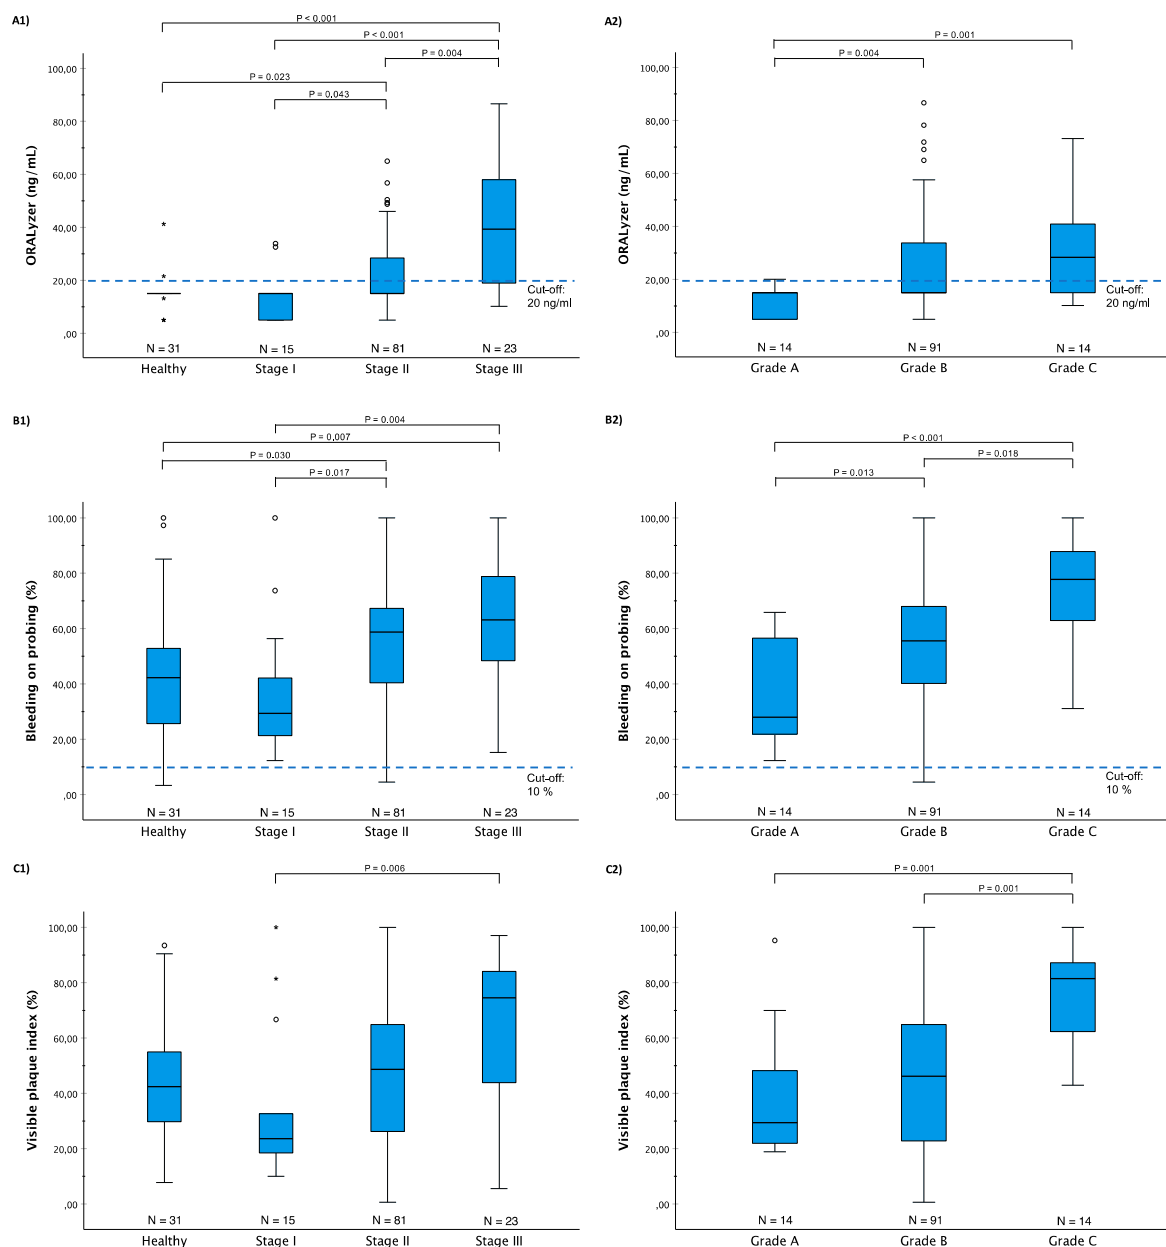 A1)
P < 0.001
P < 0.001
P = 0.004
P = 0.023
P = 0.043
ORALyzer (ng/mL)
100,00
80,00
60,00
40,00
20,00
,00
Cut-off:
20 ng/ml
N = 31
N = 15
N = 81
N = 23
Healthy
Stage I
Stage II
Stage III
A2)
P = 0.001
P = 0.004
ORALyzer (ng/mL)
100,00
80,00
60,00
40,00
20,00
,00
Cut-off:
20 ng/ml
N = 14
N = 91
N = 14
Grade A
Grade B
Grade C
B1)
P = 0.004
P = 0.007
P = 0.030
P = 0.017
Bleeding on probing (%)
100,00
80,00
60,00
40,00
20,00
,00
Cut-off:
10 %
N = 31
N = 15
N = 81
N = 23
Healthy
Stage I
Stage II
Stage III
B2)
P < 0.001
P = 0.018
P = 0.013
Bleeding on probing (%)
100,00
80,00
60,00
40,00
20,00
,00
Cut-off:
10 %
N = 14
N = 91
N = 14
Grade A
Grade B
Grade C
C1)
P = 0.006
Visible plaque index (%)
100,00
80,00
60,00
40,00
20,00
,00
N = 31
N = 15
N = 81
N = 23
Healthy
Stage I
Stage II
Stage III
C2)
P = 0.001
P = 0.001
Visible plaque index (%)
100,00
80,00
60,00
40,00
20,00
,00
N = 14
N = 91
N = 14
Grade A
Grade B
Grade C